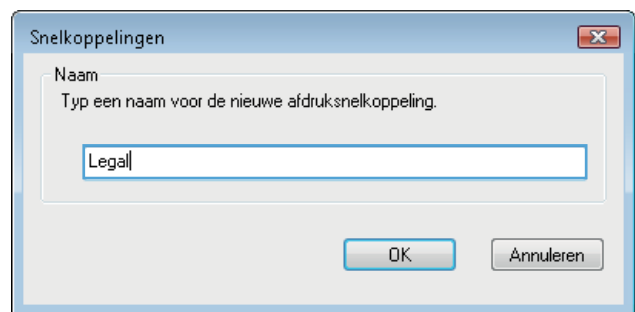 Snelkoppelingen
Naam
Typ een naam voor de nieuwe afdruksnelkoppeling.
Legal
OK
Annuleren